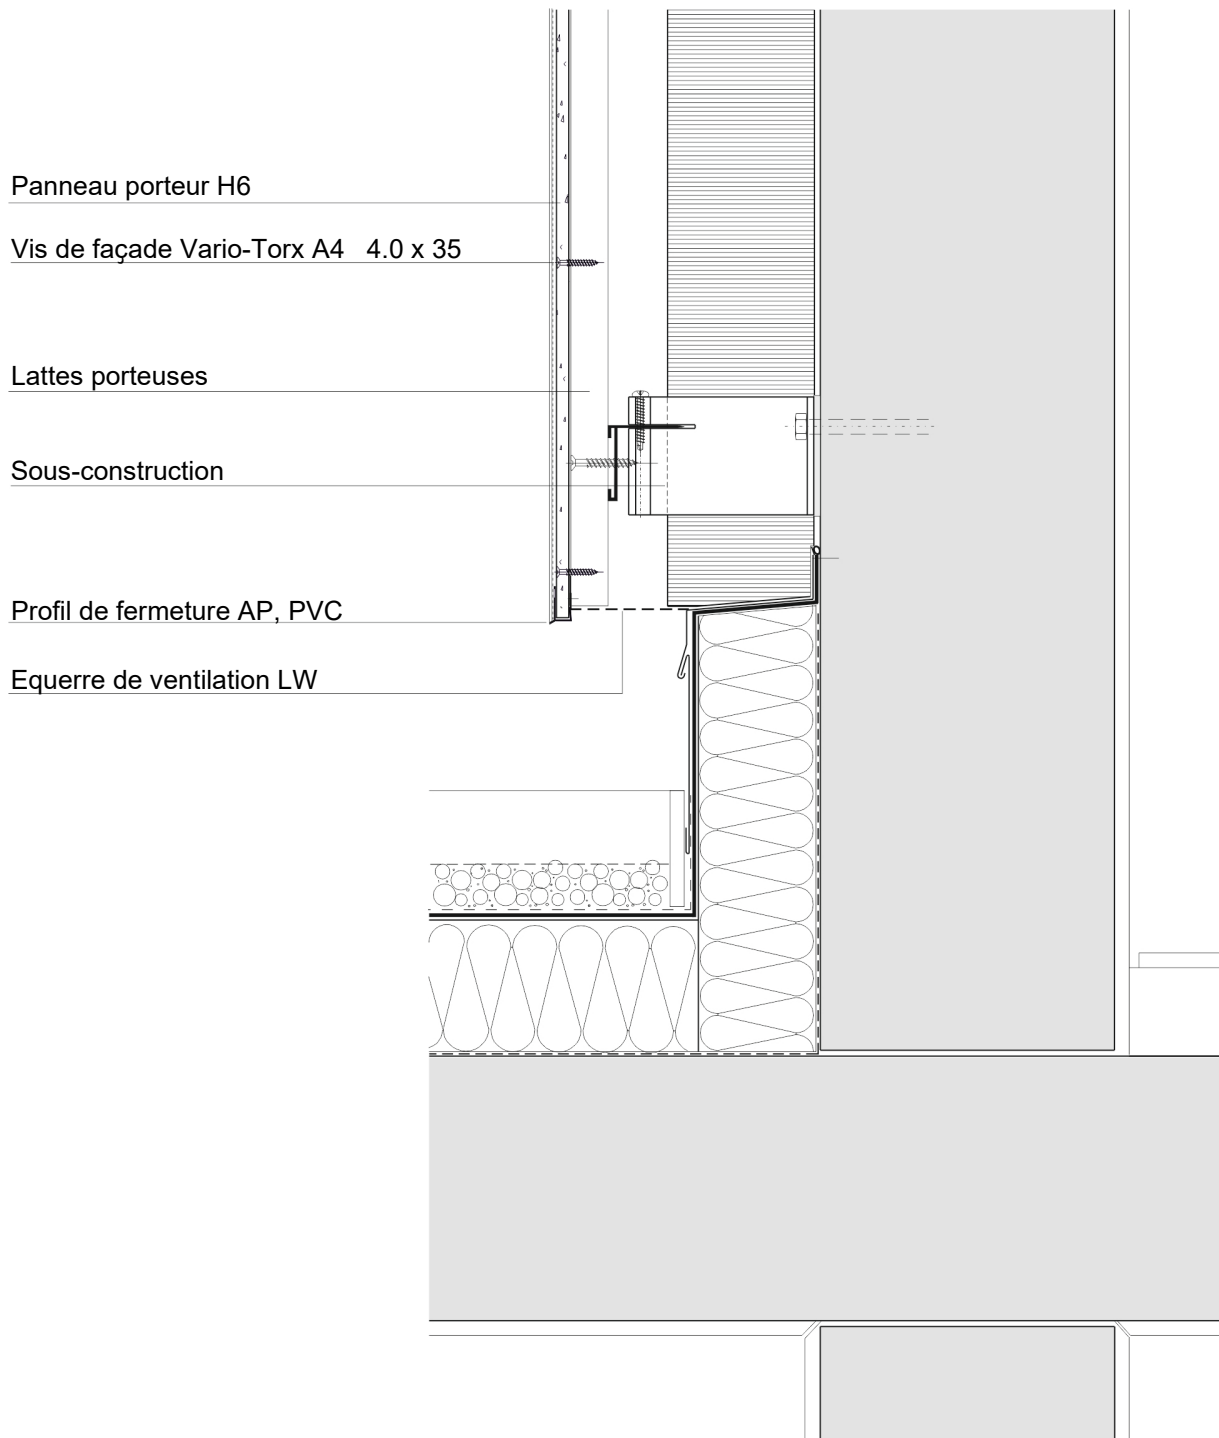 Panneau porteur H6
Vis de façade Vario-Torx A4 4.0 x 35
Lattes porteuses
Sous-construction
Profil de fermeture AP, PVC
Equerre de ventilation LW